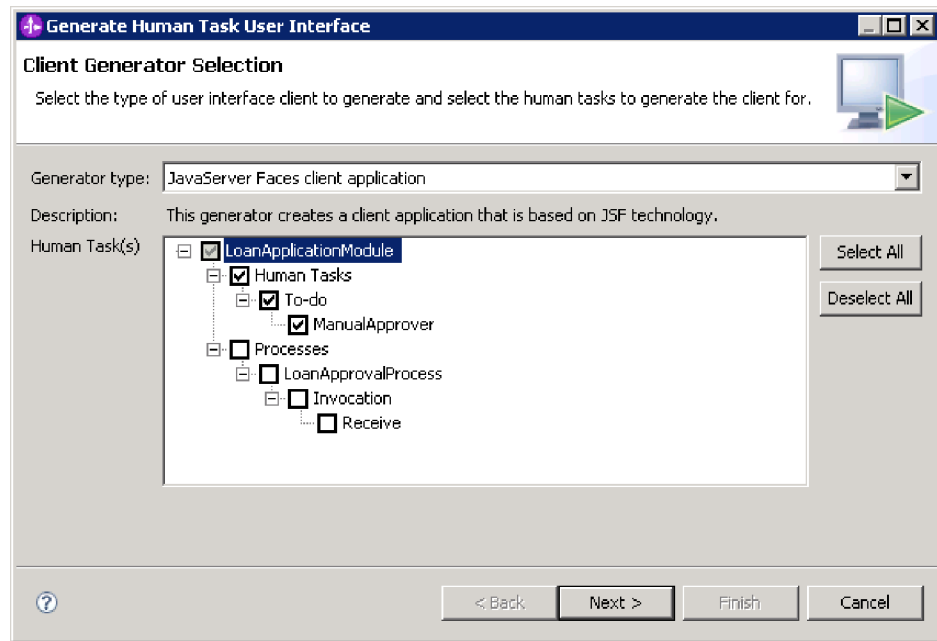 Generate Human Task User Interface
Client Generator Selection
Select the type of user interface client to generate and select the human tasks to generate the client for.
Generator type: JavaServer Faces client application
Description: This generator creates a client application that is based on JSF technology.
Human Task(s)
LoanApplicationModule
Select All
Human Tasks
To-do
Deselect All
ManualApprover
Processes
LoanApprovalProcess
Invocation
Receive
?
< Back
Next >
Finish
Cancel